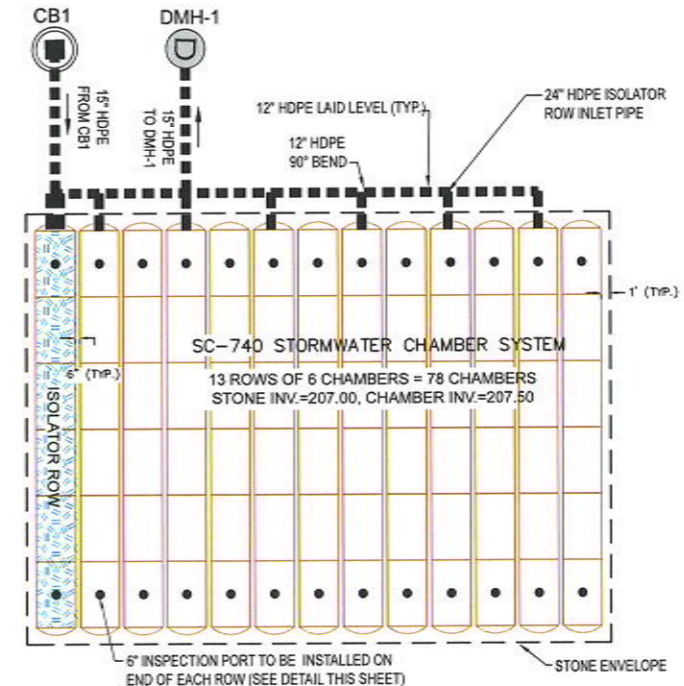 CB1
DMH-1
D
15" HDPE
FROM CB1
15" HDPE
TO DMH-1
12" HDPE LAID LEVEL (TYP.)
24" HDPE ISOLATOR
ROW INLET PIPE
12" HDPE
90° BEND
1' (TYP.)
6" (TYP.)
SC-740 STORMWATER CHAMBER SYSTEM
13 ROWS OF 6 CHAMBERS = 78 CHAMBERS
STONE INV.=207.00, CHAMBER INV.=207.50
ISOLATOR ROW
6" INSPECTION PORT TO BE INSTALLED ON
END OF EACH ROW (SEE DETAIL THIS SHEET)
STONE ENVELOPE